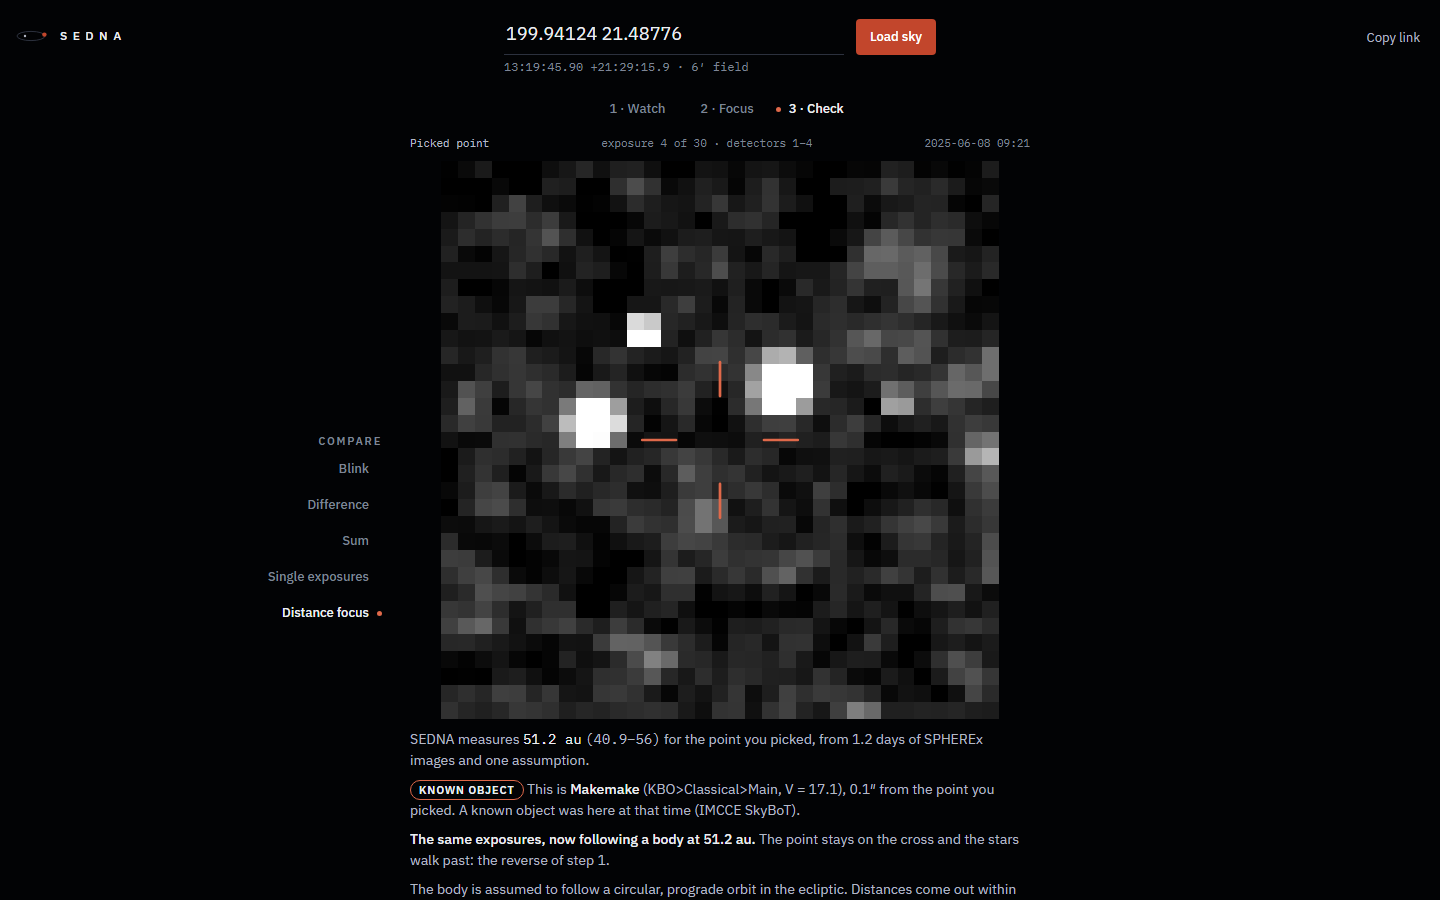 SEDNA
199.94124 21.48776
Load sky
Copy link
13:19:45.90 +21:29:15.9 · 6′ field
1 · Watch
2 · Focus
3 · Check
Picked point
exposure 4 of 30 · detectors 1–4
2025-06-08 09:21
COMPARE
Blink
Difference
Sum
Single exposures
Distance focus
SEDNA measures 51.2 au (40.9–56) for the point you picked, from 1.2 days of SPHEREx
images and one assumption.
KNOWN OBJECT This is Makemake (KBO>Classical>Main, V = 17.1), 0.1″ from the point you
picked. A known object was here at that time (IMCCE SkyBoT).
The same exposures, now following a body at 51.2 au. The point stays on the cross and the stars
walk past: the reverse of step 1.
The body is assumed to follow a circular, prograde orbit in the ecliptic. Distances come out within